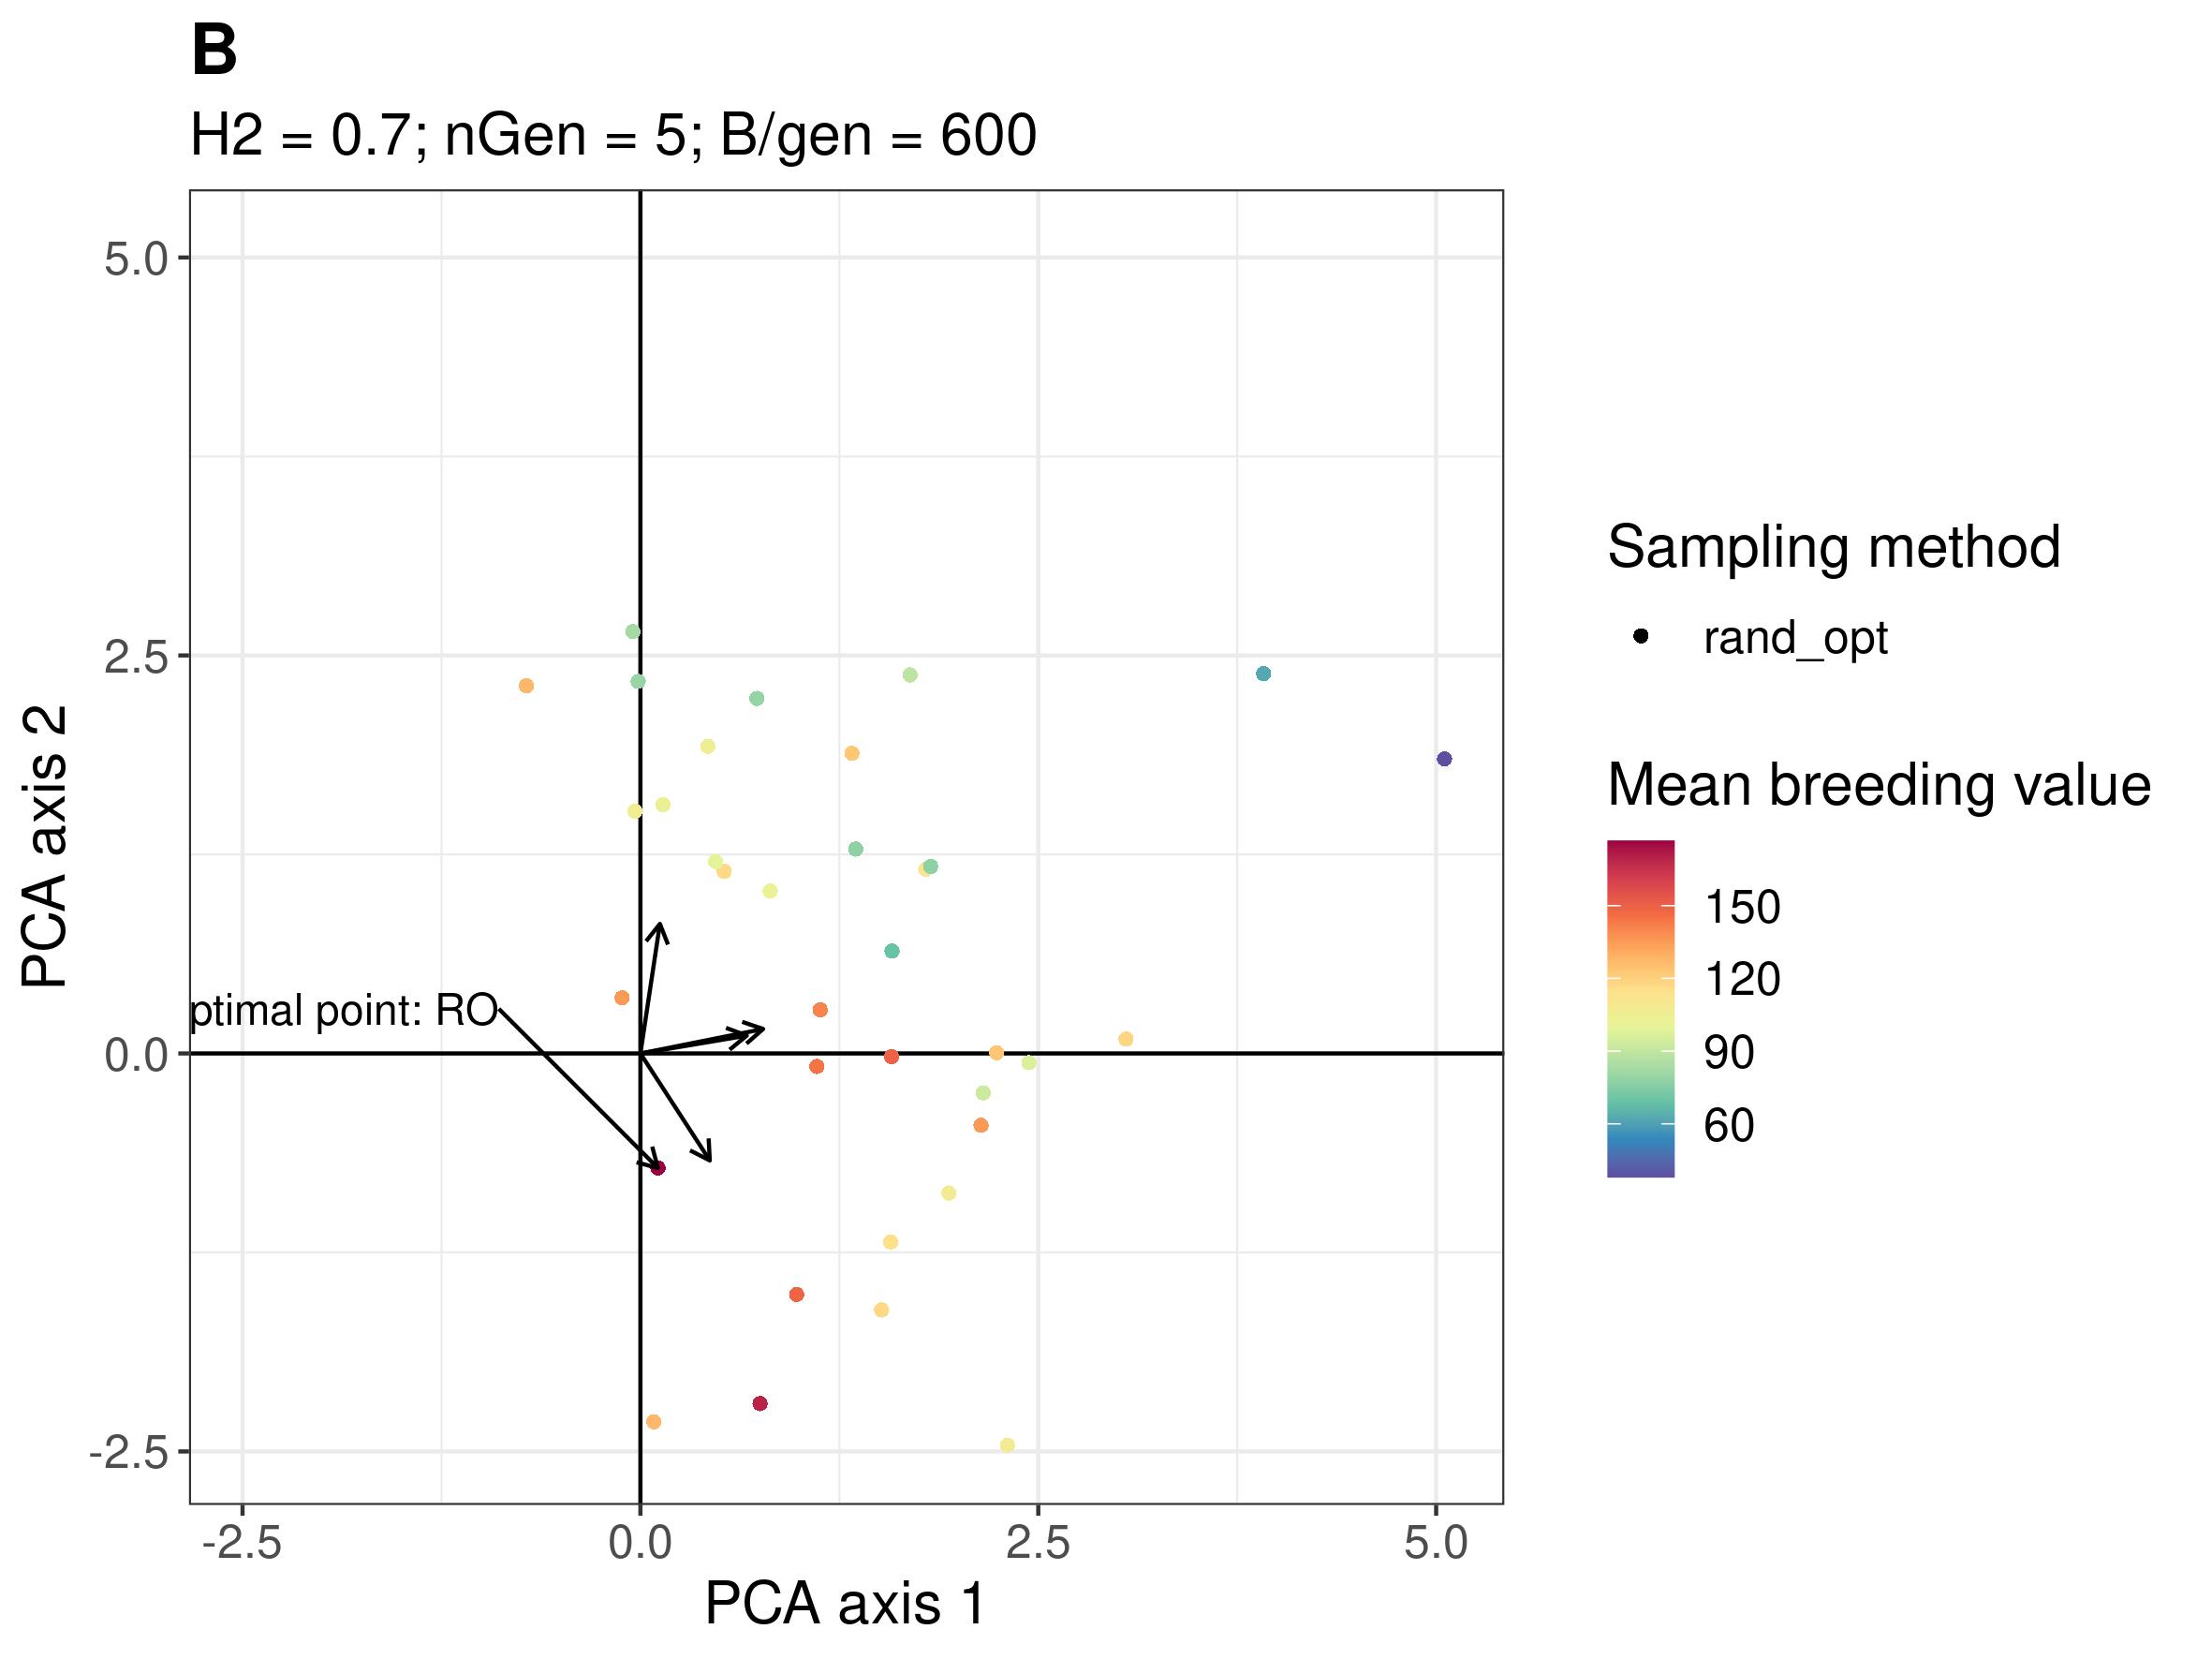 B
H2 = 0.7; nGen = 5; B/gen = 600
5.0
2.5
0.0
-2.5
PCA axis 2
ptimal point: RO
-2.5
0.0
2.5
5.0
PCA axis 1
Sampling method
rand_opt
Mean breeding value
150
120
90
60